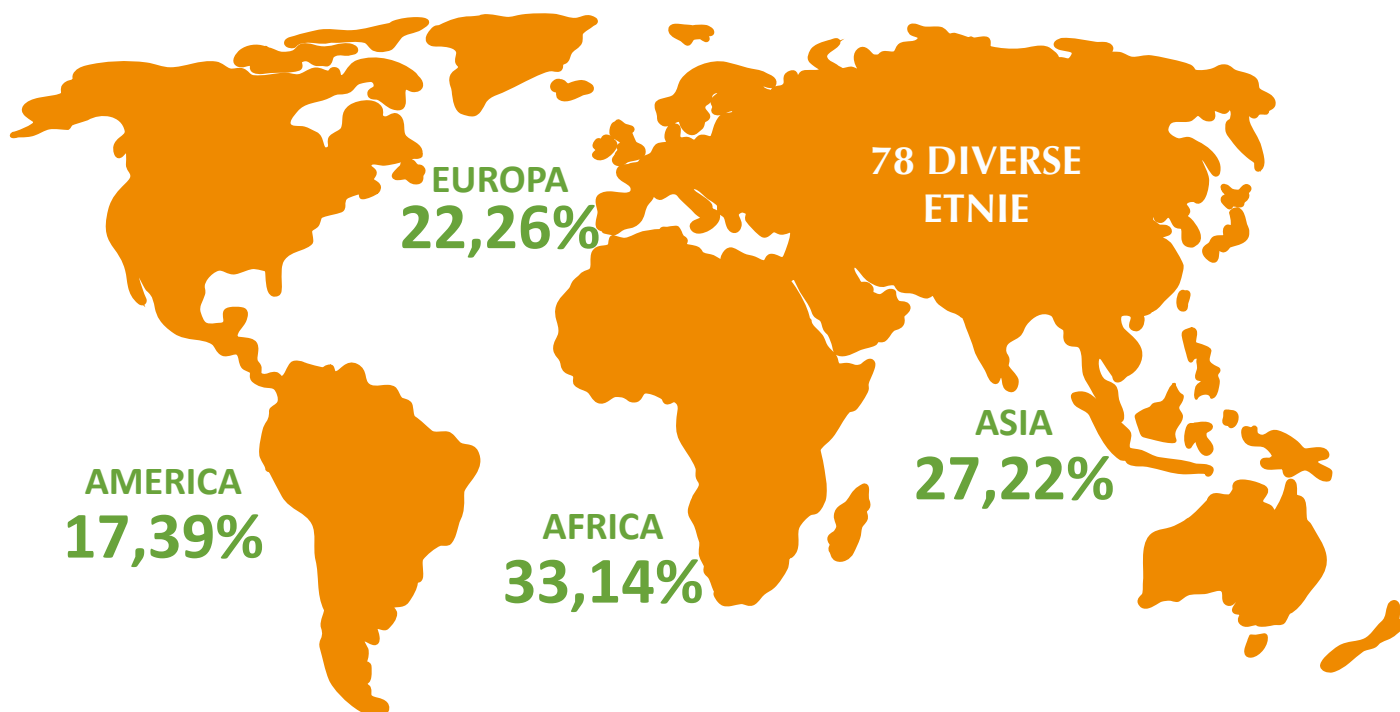 78 DIVERSE
ETNIE
EUROPA
22,26%
ASIA
27,22%
AMERICA
17,39%
AFRICA
33,14%